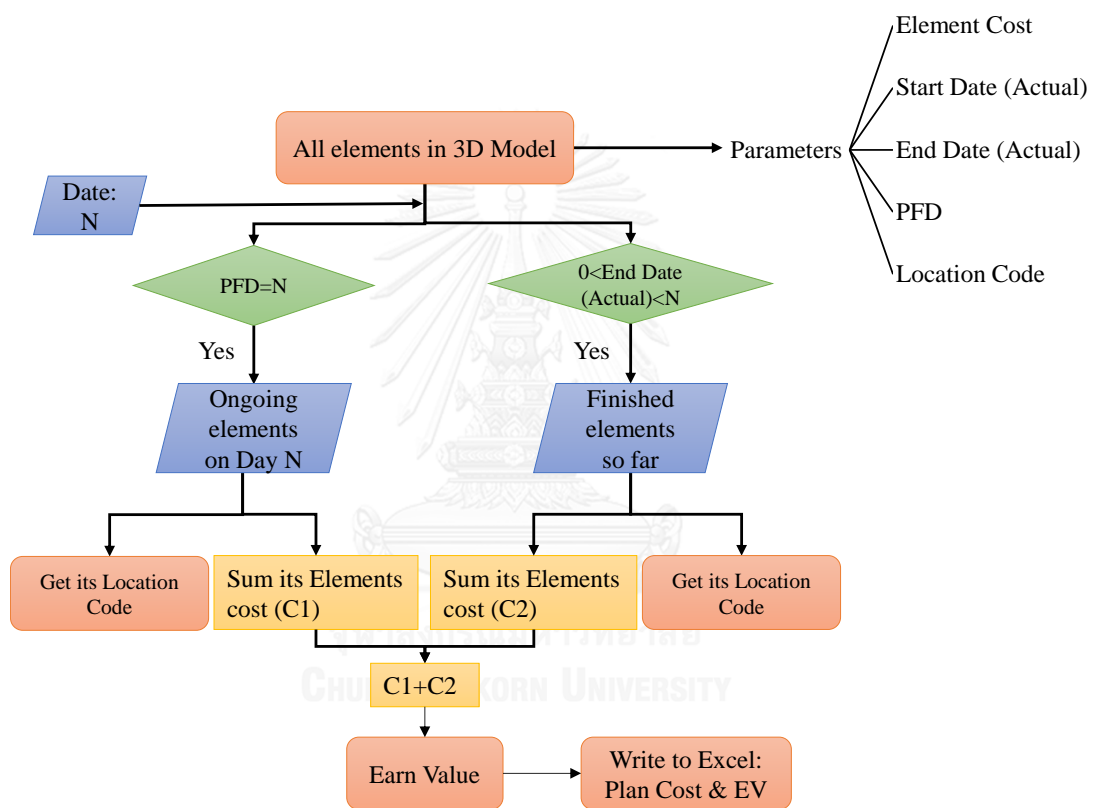 Element Cost
Start Date (Actual)
All elements in 3D Model
Parameters
End Date (Actual)
Date:
N
PFD
Location Code
PFD=N
0<End Date
(Actual)<N
Yes
Yes
Ongoing
elements
on Day N
Finished
elements
so far
Get its Location
Code
Sum its Elements
cost (C1)
Sum its Elements
cost (C2)
Get its Location
Code
C1+C2
Earn Value
Write to Excel:
Plan Cost & EV